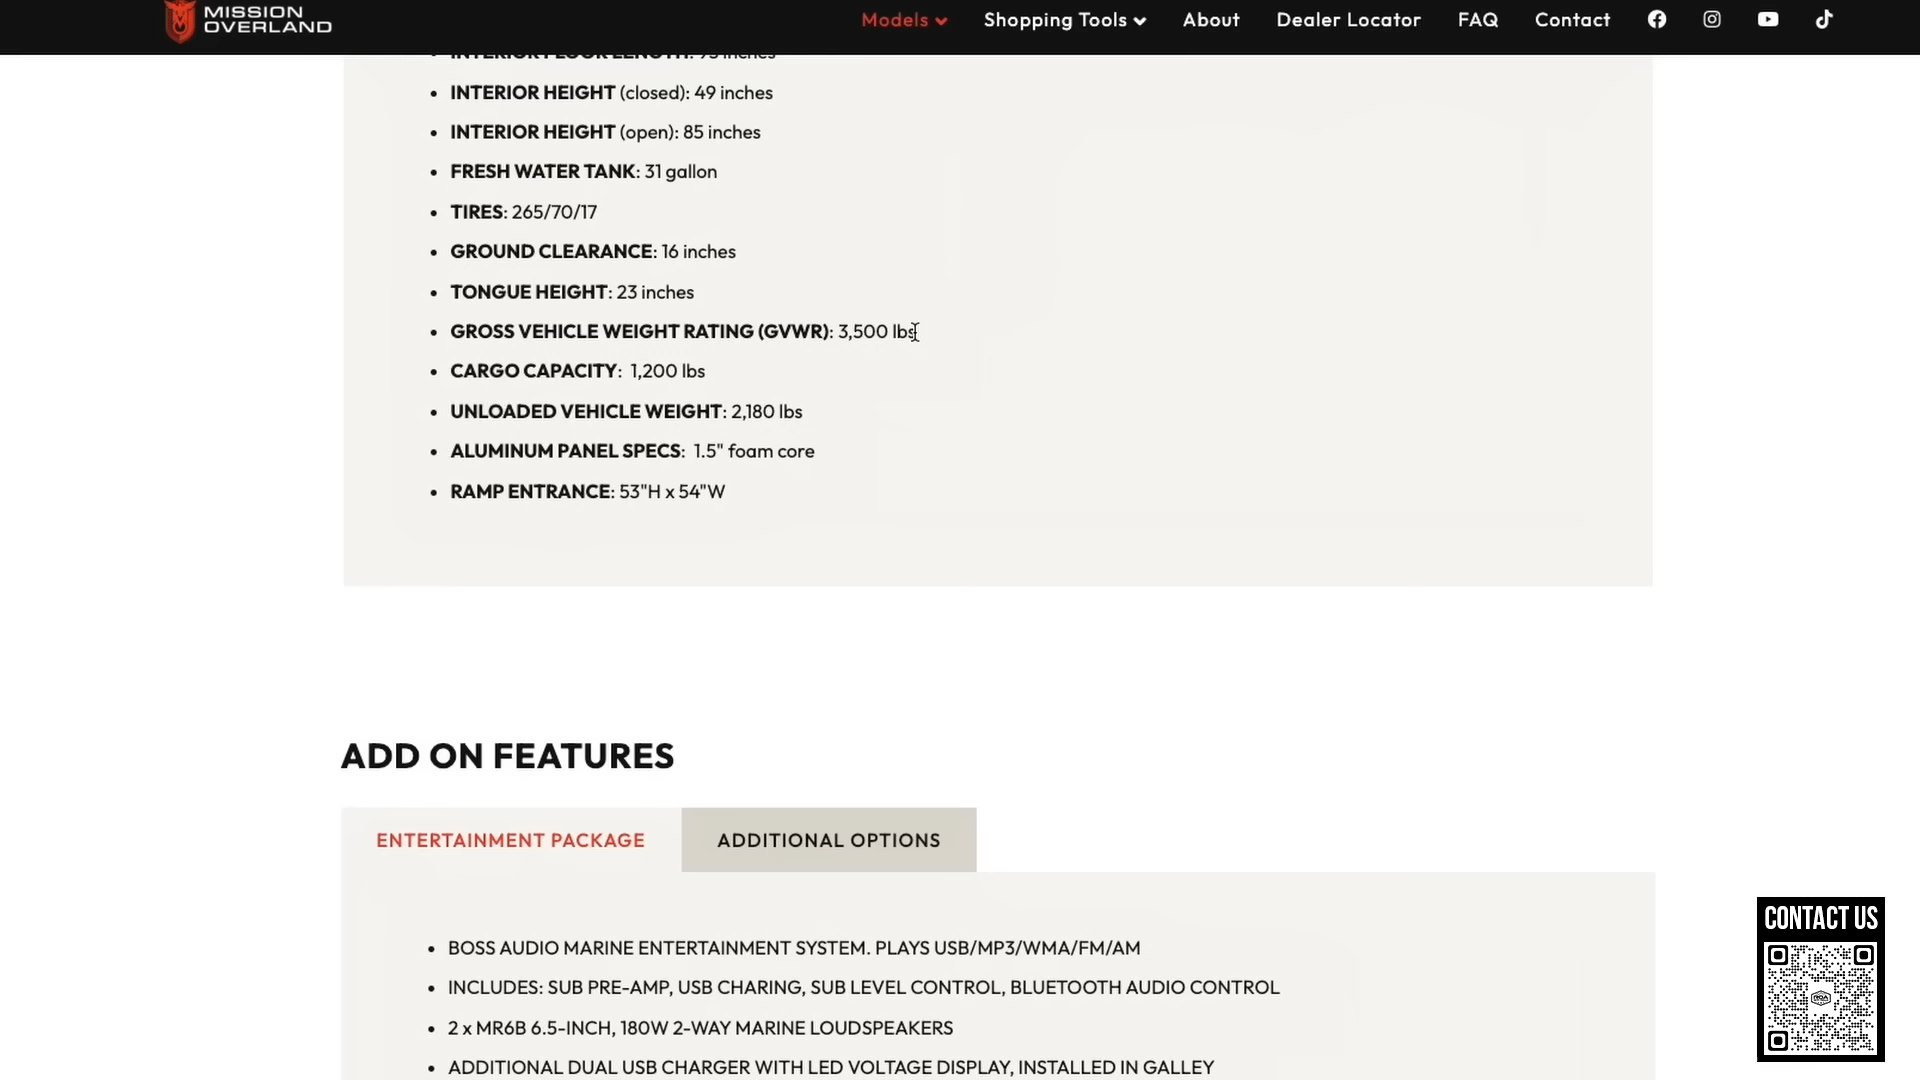 MISSION
OVERLAND
Models
Shopping Tools
About
Dealer Locator
FAQ
Contact
INTERIOR FLOOR LENGTH: 93 inches
INTERIOR HEIGHT (closed): 49 inches
INTERIOR HEIGHT (open): 85 inches
FRESH WATER TANK: 31 gallon
TIRES: 265/70/17
GROUND CLEARANCE: 16 inches
TONGUE HEIGHT: 23 inches
GROSS VEHICLE WEIGHT RATING (GVWR): 3,500 lbs
CARGO CAPACITY: 1,200 lbs
UNLOADED VEHICLE WEIGHT: 2,180 lbs
ALUMINUM PANEL SPECS: 1.5" foam core
RAMP ENTRANCE: 53"H x 54"W
ADD ON FEATURES
ENTERTAINMENT PACKAGE
ADDITIONAL OPTIONS
BOSS AUDIO MARINE ENTERTAINMENT SYSTEM. PLAYS USB/MP3/WMA/FM/AM
INCLUDES: SUB PRE-AMP, USB CHARING, SUB LEVEL CONTROL, BLUETOOTH AUDIO CONTROL
2 x MR6B 6.5-INCH, 180W 2-WAY MARINE LOUDSPEAKERS
ADDITIONAL DUAL USB CHARGER WITH LED VOLTAGE DISPLAY, INSTALLED IN GALLEY
CONTACT US